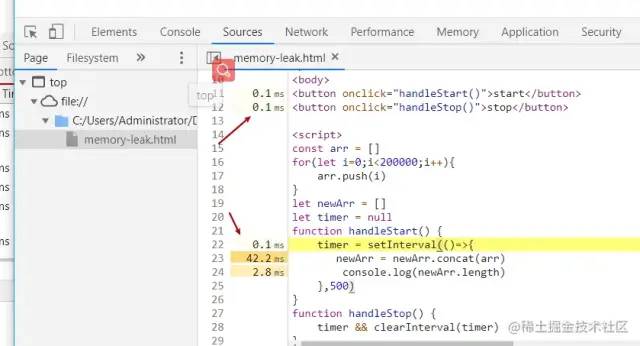 Console
Sources
Network
Performance
Memory
Application
Security
Page
Filesystem
memory-leak.html
top
file://
C:/Users/Administrator/D
memory-leak.html
top
10 <body>
11 0.1 ms <button onclick="handleStart()">start</button>
12 0.1 ms <button onclick="handleStop()">stop</button>
13
14 <script>
15 const arr = []
16 for(let i=0;i<200000;i++){
17 arr.push(i)
18 }
19 let newArr = []
20 let timer = null
21 function handleStart() {
22 0.1 ms timer = setInterval(()=>{
23 42.2 ms newArr = newArr.concat(arr)
24 2.8 ms console.log(newArr.length)
25 },500)
26 }
27 function handleStop() {
28 timer && clearInterval(timer)
@稀土掘金技术社区